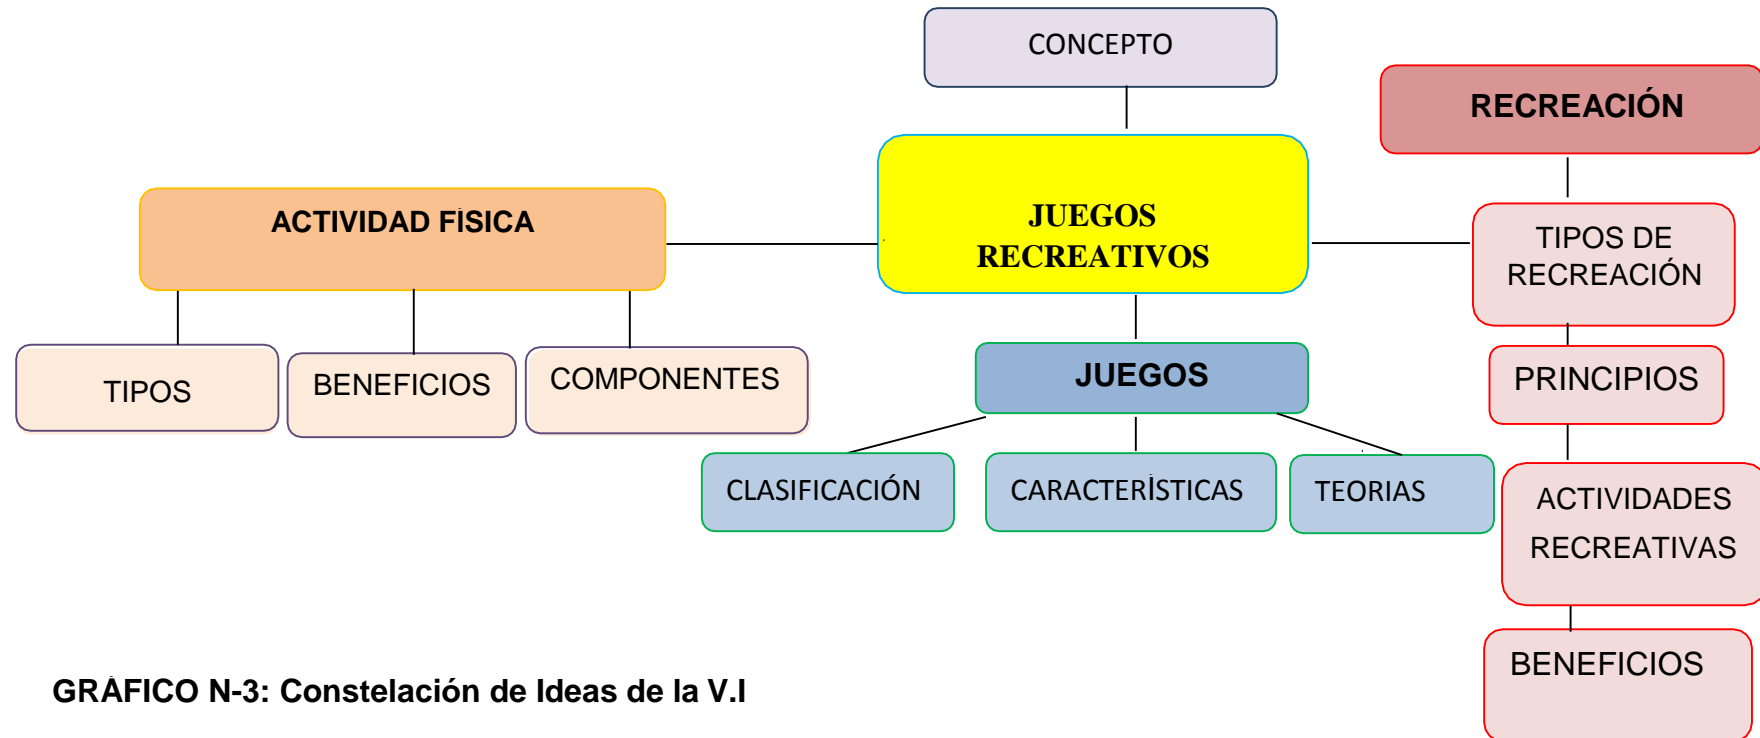 CONCEPTO
RECREACIÓN
ACTIVIDAD FÍSICA
JUEGOS
RECREATIVOS
TIPOS DE
RECREACIÓN
TIPOS
BENEFICIOS
COMPONENTES
JUEGOS
PRINCIPIOS
CLASIFICACIÓN
CARACTERÍSTICAS
TEORIAS
ACTIVIDADES
RECREATIVAS
BENEFICIOS
GRÁFICO N-3: Constelación de Ideas de la V.I